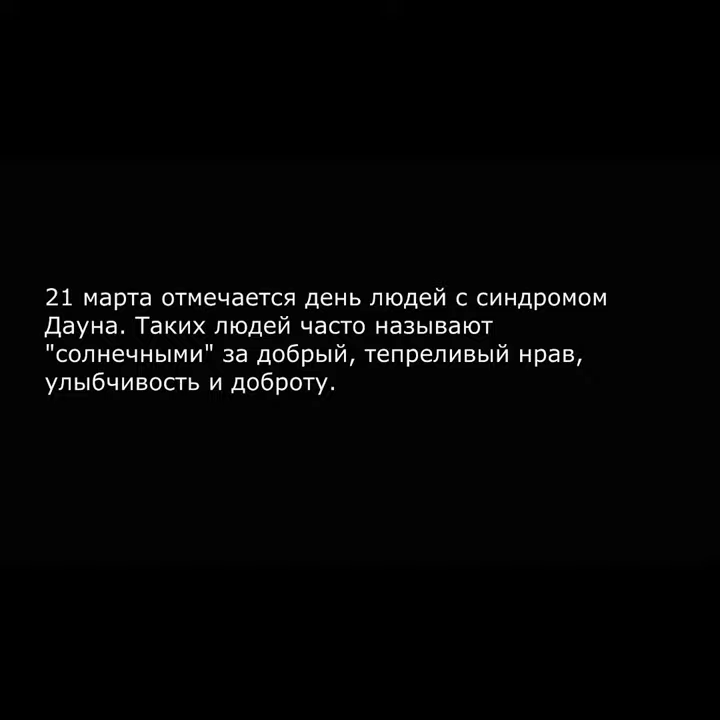 21 марта отмечается день людей с синдромом
Дауна. Таких людей часто называют
"солнечными" за добрый, тепреливый нрав,
улыбчивость и доброту.